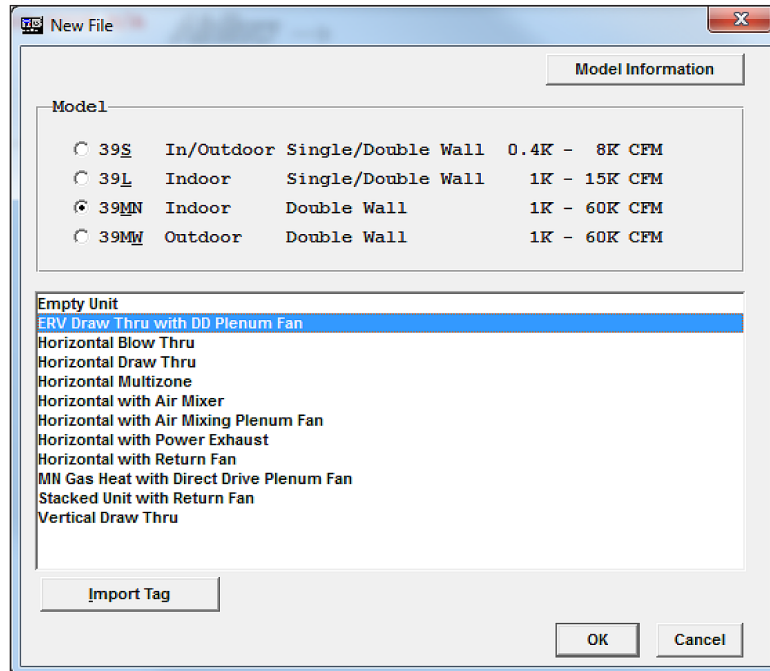 New File
Model Information
Model
39S In/Outdoor Single/Double Wall 0.4K - 8K CFM
39L Indoor Single/Double Wall 1K - 15K CFM
39MN Indoor Double Wall 1K - 60K CFM
39MW Outdoor Double Wall 1K - 60K CFM
Empty Unit
ERV Draw Thru with DD Plenum Fan
Horizontal Blow Thru
Horizontal Draw Thru
Horizontal Multizone
Horizontal with Air Mixer
Horizontal with Air Mixing Plenum Fan
Horizontal with Power Exhaust
Horizontal with Return Fan
MN Gas Heat with Direct Drive Plenum Fan
Stacked Unit with Return Fan
Vertical Draw Thru
Import Tag
OK Cancel